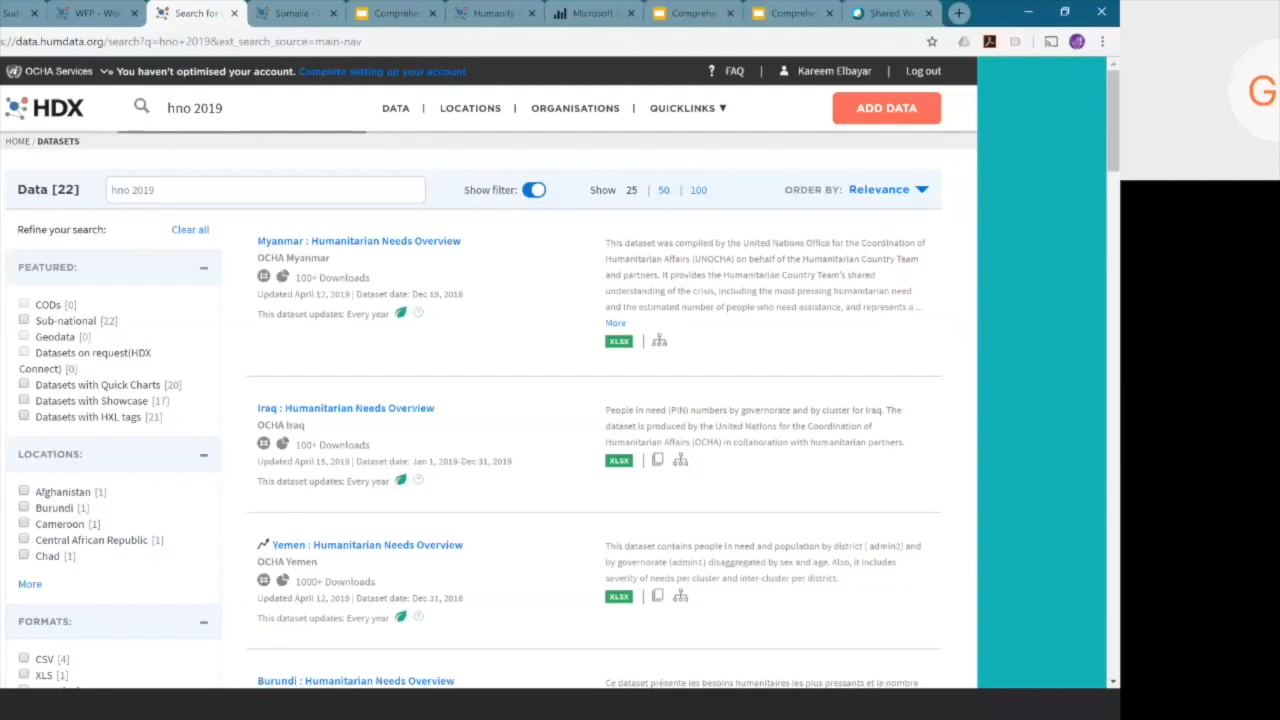 Sud
WFP - Wor
Search for
Somalia -
Comprehe
Humanity
Microsoft
Comprehe
Comprehe
Shared We
s://data.humdata.org/search?q=hno+2019&ext_search_source=main-nav
OCHA Services You haven't optimised your account. Complete setting up your account
? FAQ | Kareem Elbayar | Log out
HDX hno 2019 DATA | LOCATIONS | ORGANISATIONS | QUICKLINKS ▼ ADD DATA
G
HOME / DATASETS
Data [22] hno 2019 Show filter: Show 25 | 50 | 100 ORDER BY: Relevance
Refine your search: Clear all
FEATURED: –
CODs [0]
Sub-national [22]
Geodata [0]
Datasets on request(HDX
Connect) [0]
Datasets with Quick Charts [20]
Datasets with Showcase [17]
Datasets with HXL tags [21]
LOCATIONS: –
Afghanistan [1]
Burundi [1]
Cameroon [1]
Central African Republic [1]
Chad [1]
More
FORMATS: –
CSV [4]
XLS [1]
Myanmar : Humanitarian Needs Overview
OCHA Myanmar
100+ Downloads
Updated April 12, 2019 | Dataset date: Dec 19, 2018
This dataset updates: Every year ?
This dataset was compiled by the United Nations Office for the Coordination of
Humanitarian Affairs (UNOCHA) on behalf of the Humanitarian Country Team
and partners. It provides the Humanitarian Country Team's shared
understanding of the crisis, including the most pressing humanitarian need
and the estimated number of people who need assistance, and represents a ...
More
XLSX |
Iraq : Humanitarian Needs Overview
OCHA Iraq
100+ Downloads
Updated April 15, 2019 | Dataset date: Jan 1, 2019-Dec 31, 2019
This dataset updates: Every year ?
People in need (PIN) numbers by governorate and by cluster for Iraq. The
dataset is produced by the United Nations for the Coordination of
Humanitarian Affairs (OCHA) in collaboration with humanitarian partners.
XLSX |
Yemen : Humanitarian Needs Overview
OCHA Yemen
1000+ Downloads
Updated April 12, 2019 | Dataset date: Dec 31, 2018
This dataset updates: Every year ?
This dataset contains people in need and population by district ( admin2) and
by governorate (admin1) disaggregated by sex and age. Also, it includes
severity of needs per cluster and inter-cluster per district.
XLSX |
Burundi : Humanitarian Needs Overview
Ce dataset présente les besoins humanitaires les plus pressants et le nombre